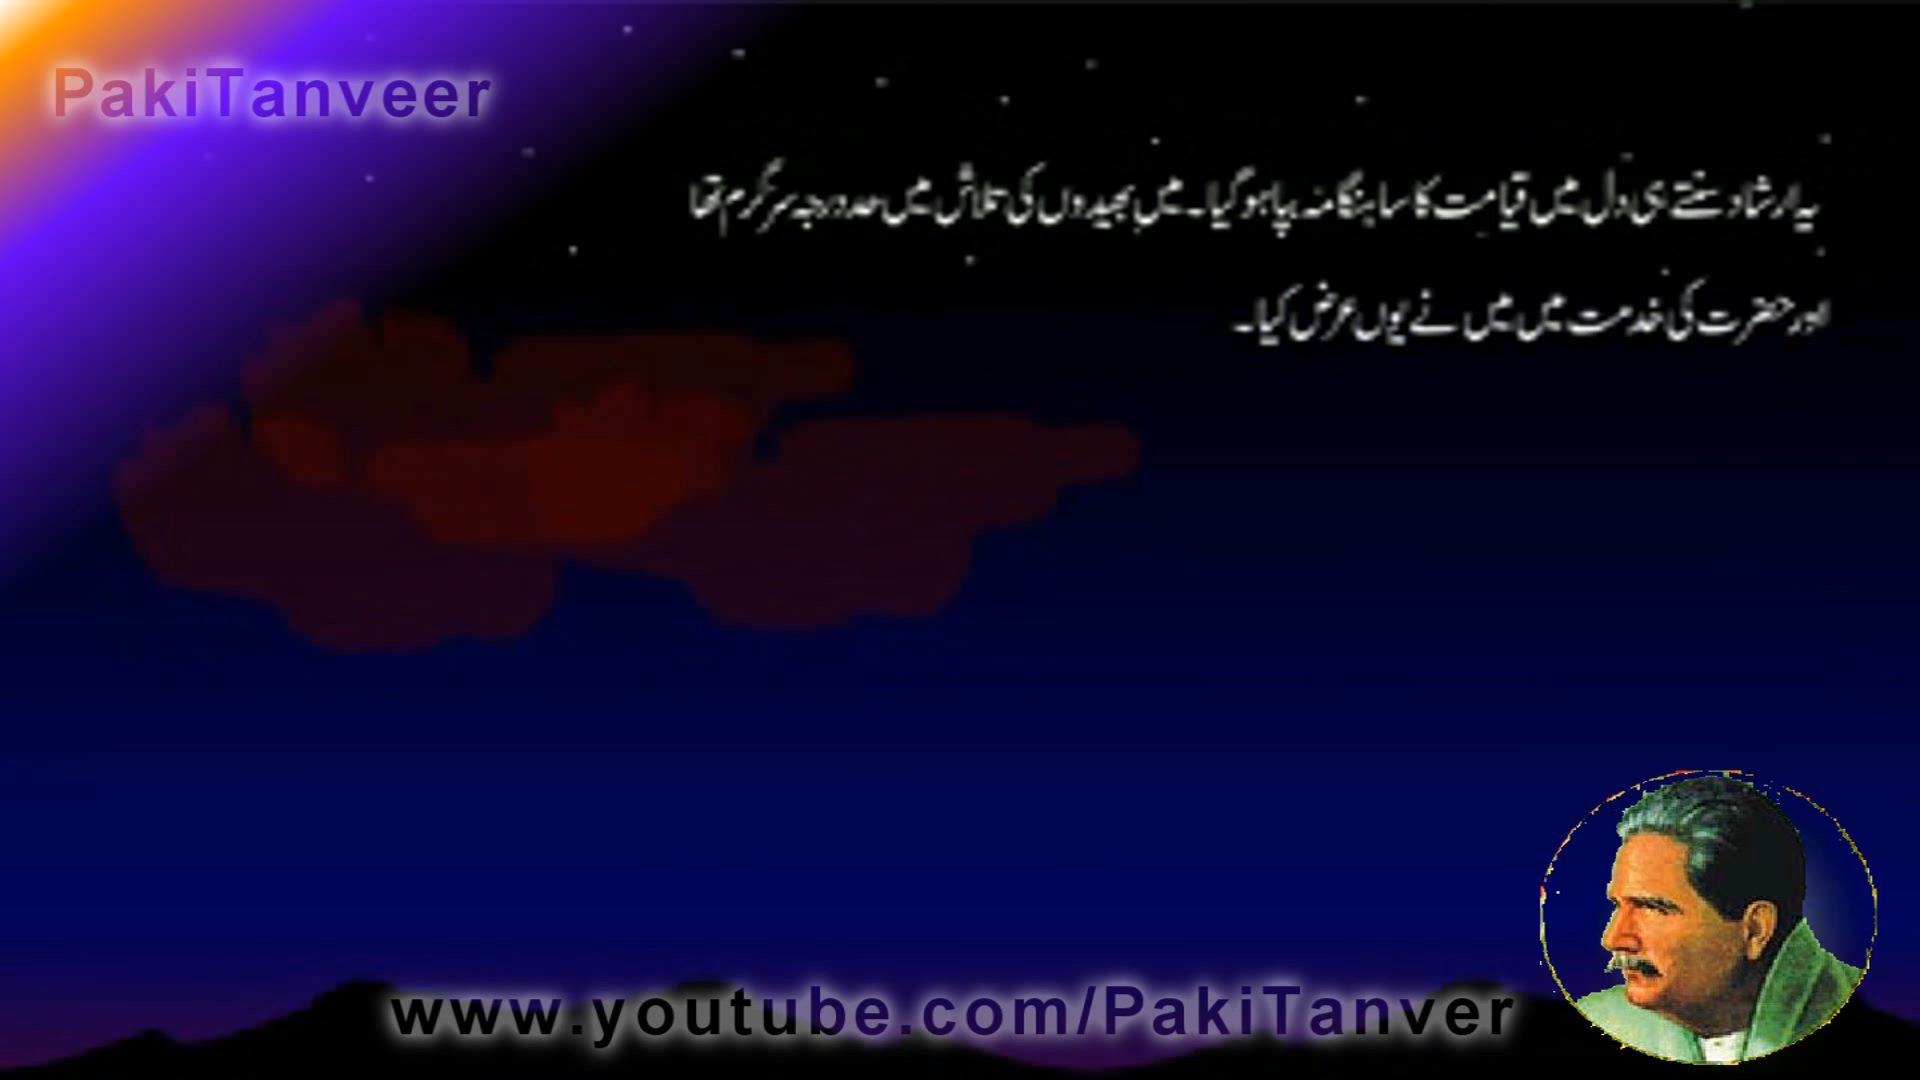 PakiTanveer
یہ ارشاد سنتے ہی دل میں قیامت کا سا ہنگامہ بپا ہو گیا۔ میں بھیدوں کی تلاش میں حد درجہ سرگرم تھا
اور حضرت کی خدمت میں میں نے یوں عرض کیا۔
www.youtube.com/PakiTanver